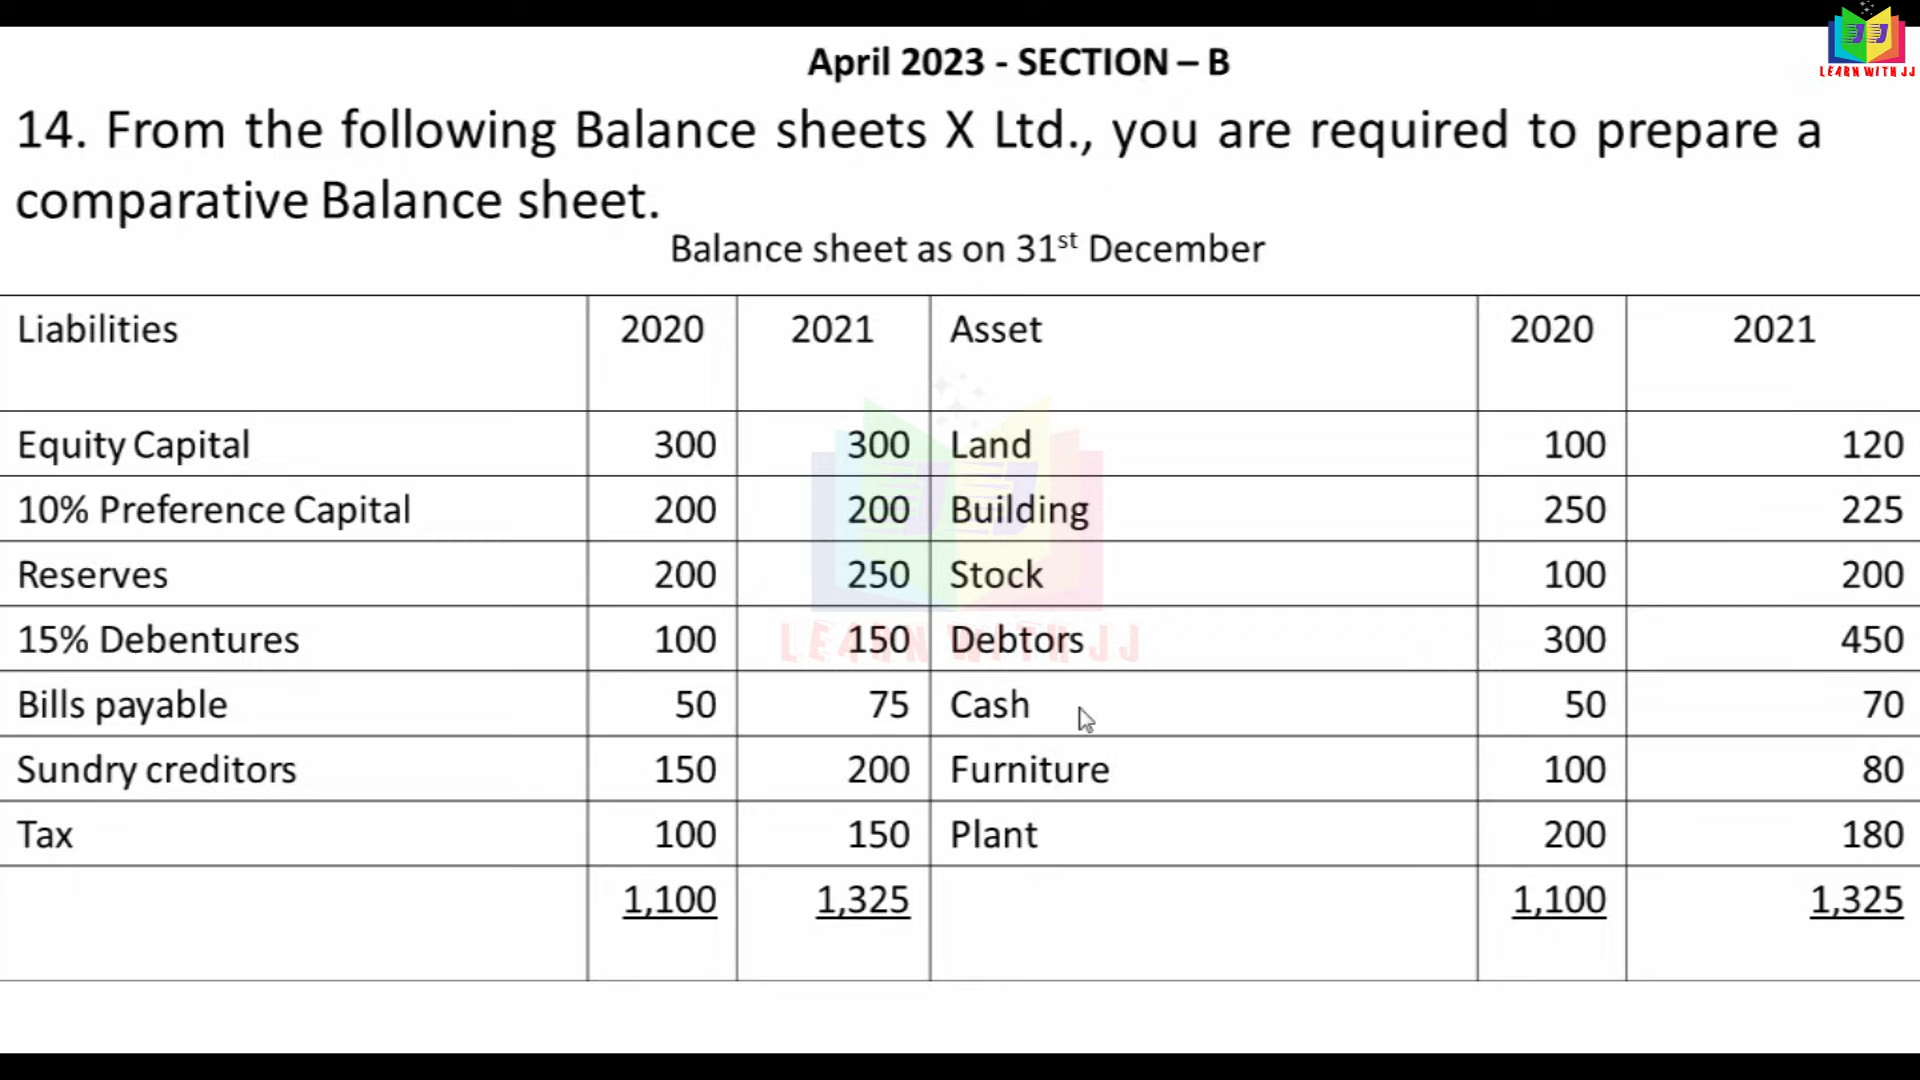 LEARN WITH JJ
April 2023 - SECTION – B
14. From the following Balance sheets X Ltd., you are required to prepare a
comparative Balance sheet.
Balance sheet as on 31st December
Liabilities 2020 2021 Asset 2020 2021
Equity Capital 300 300 Land 100 120
10% Preference Capital 200 200 Building 250 225
Reserves 200 250 Stock 100 200
15% Debentures 100 150 Debtors 300 450
LEARN WITH JJ
Bills payable 50 75 Cash 50 70
Sundry creditors 150 200 Furniture 100 80
Tax 100 150 Plant 200 180
1,100 1,325 1,100 1,325